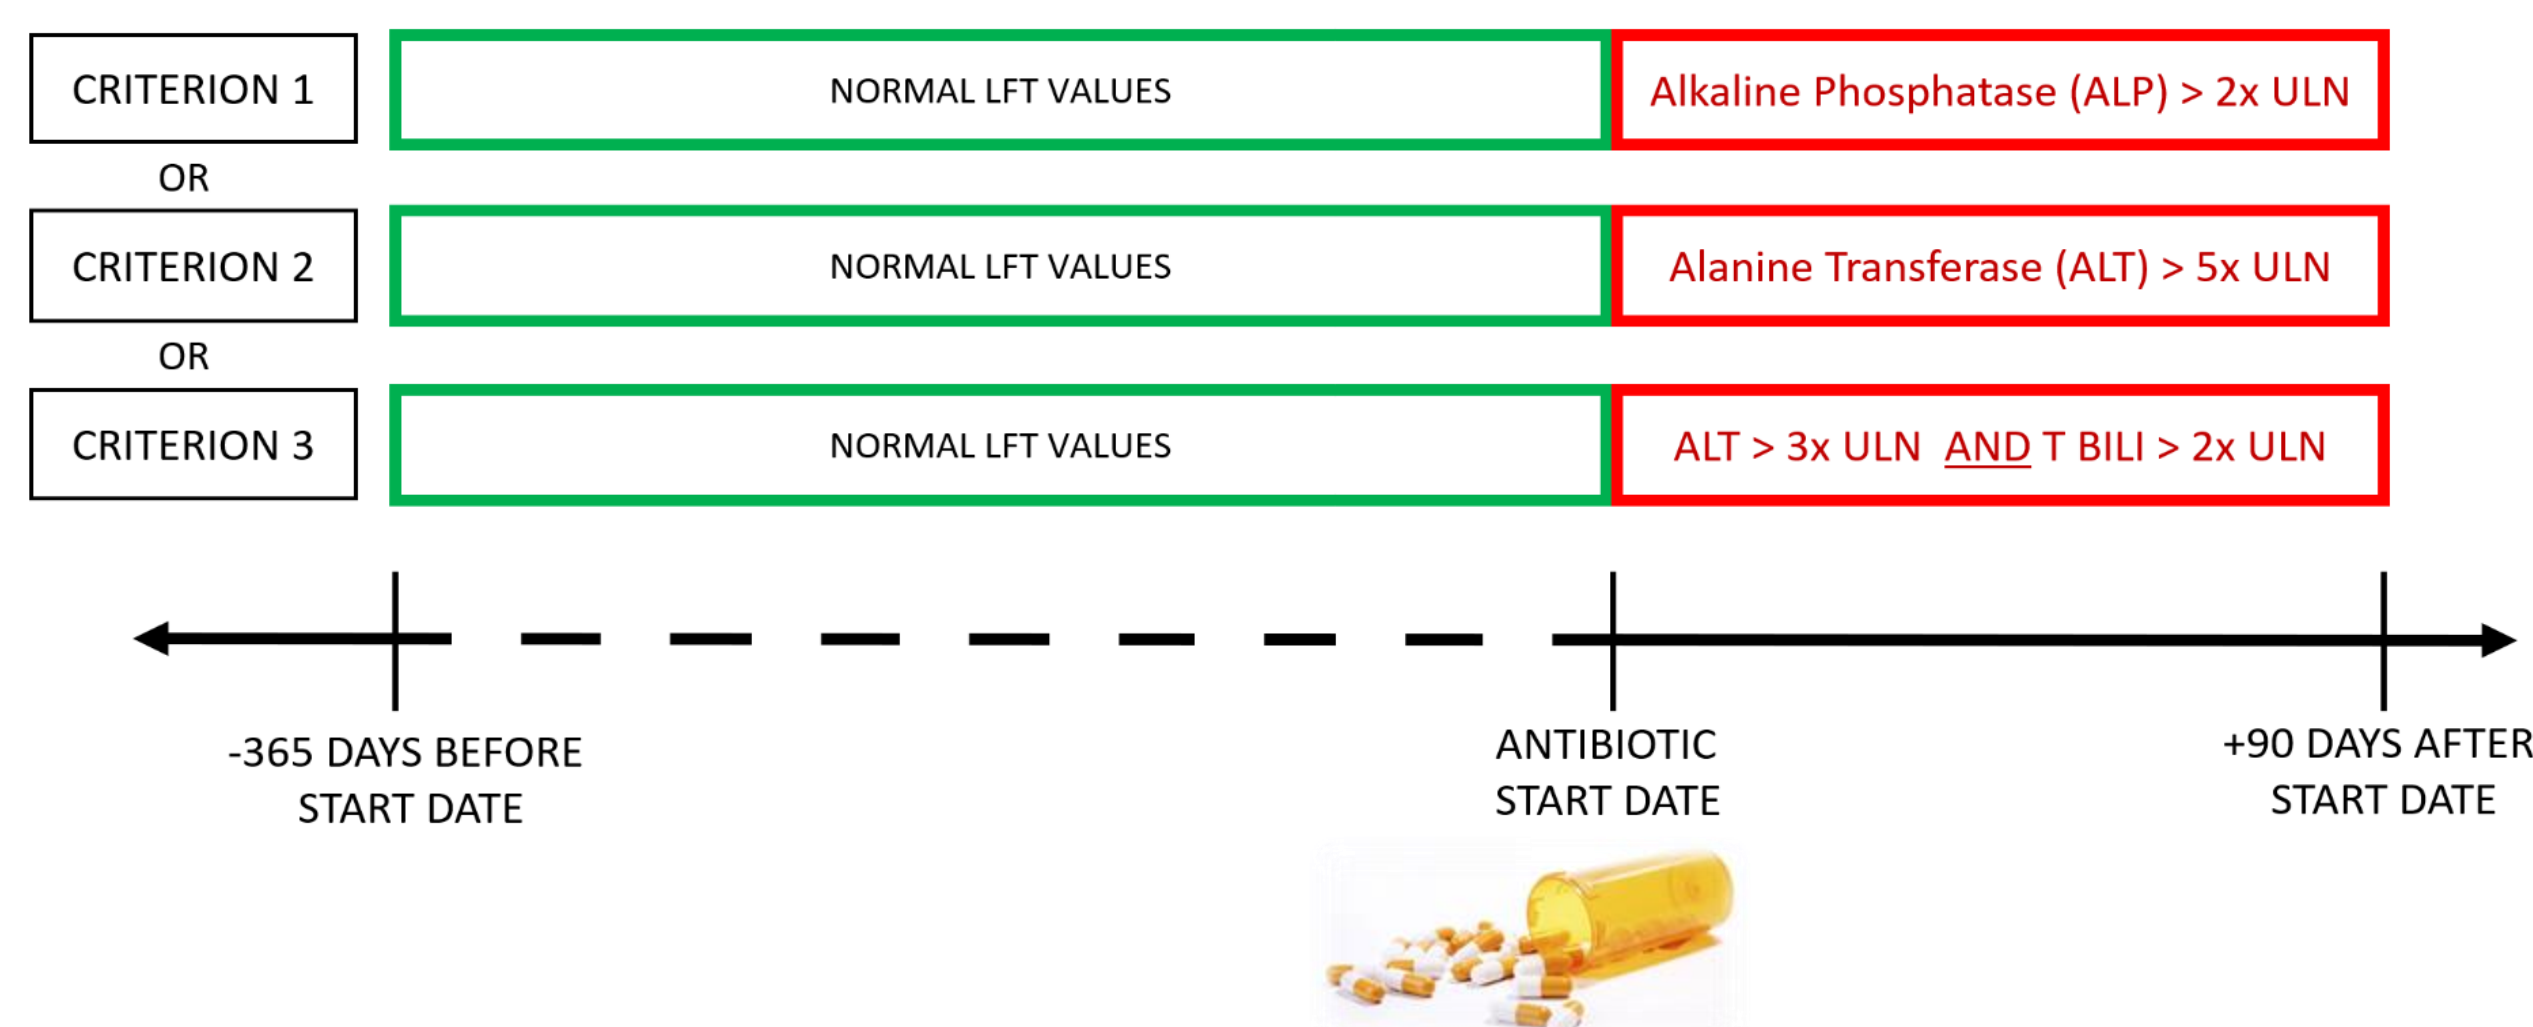 CRITERION 1
NORMAL LFT VALUES
Alkaline Phosphatase (ALP) > 2x ULN
OR
CRITERION 2
NORMAL LFT VALUES
Alanine Transferase (ALT) > 5x ULN
OR
CRITERION 3
NORMAL LFT VALUES
ALT > 3x ULN AND T BILI > 2x ULN
-365 DAYS BEFORE
START DATE
ANTIBIOTIC
START DATE
+90 DAYS AFTER
START DATE